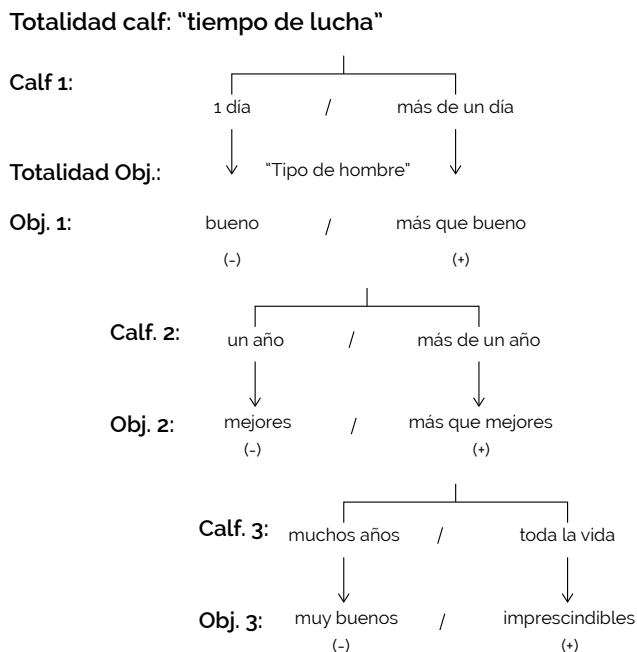 Totalidad calf: “tiempo de lucha”
Calf 1:
1 día / más de un día
Totalidad Obj.: “Tipo de hombre”
Obj. 1: bueno / más que bueno
(-) (+)
Calf. 2: un año / más de un año
Obj. 2: mejores / más que mejores
(-) (+)
Calf. 3: muchos años / toda la vida
Obj. 3: muy buenos / imprescindibles
(-) (+)